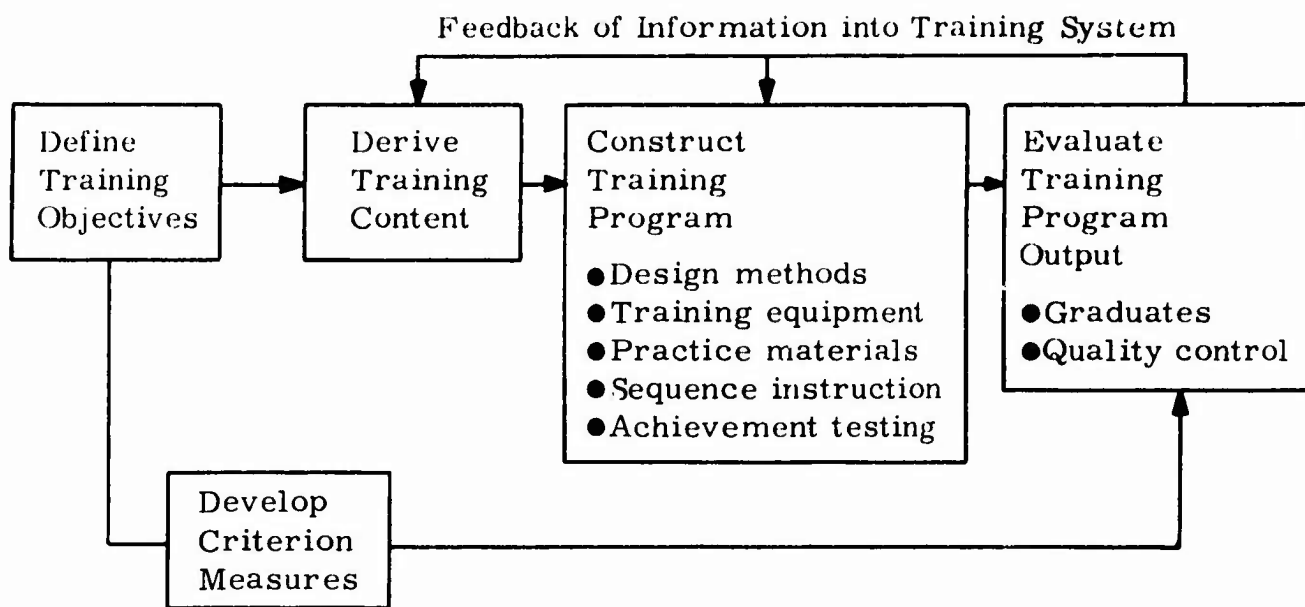 Feedback of Information into Training System
Define
Training
Objectives
Derive
Training
Content
Construct
Training
Program
●Design methods
●Training equipment
●Practice materials
●Sequence instruction
●Achievement testing
Evaluate
Training
Program
Output
●Graduates
●Quality control
Develop
Criterion
Measures